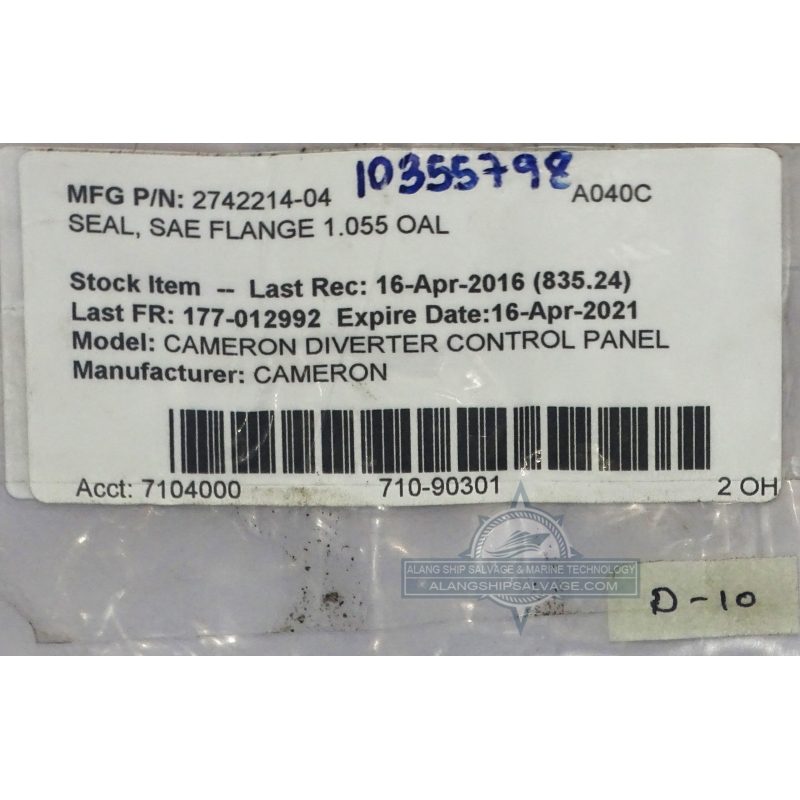 10355798
MFG P/N: 2742214-04 A040C
SEAL, SAE FLANGE 1.055 OAL
Stock Item -- Last Rec: 16-Apr-2016 (835.24)
Last FR: 177-012992 Expire Date:16-Apr-2021
Model: CAMERON DIVERTER CONTROL PANEL
Manufacturer: CAMERON
Acct: 7104000 710-90301 2 OH
ALANG SHIP SALVAGE & MARINE TECHNOLOGY
ALANGSHIPSALVAGE.COM
D-10